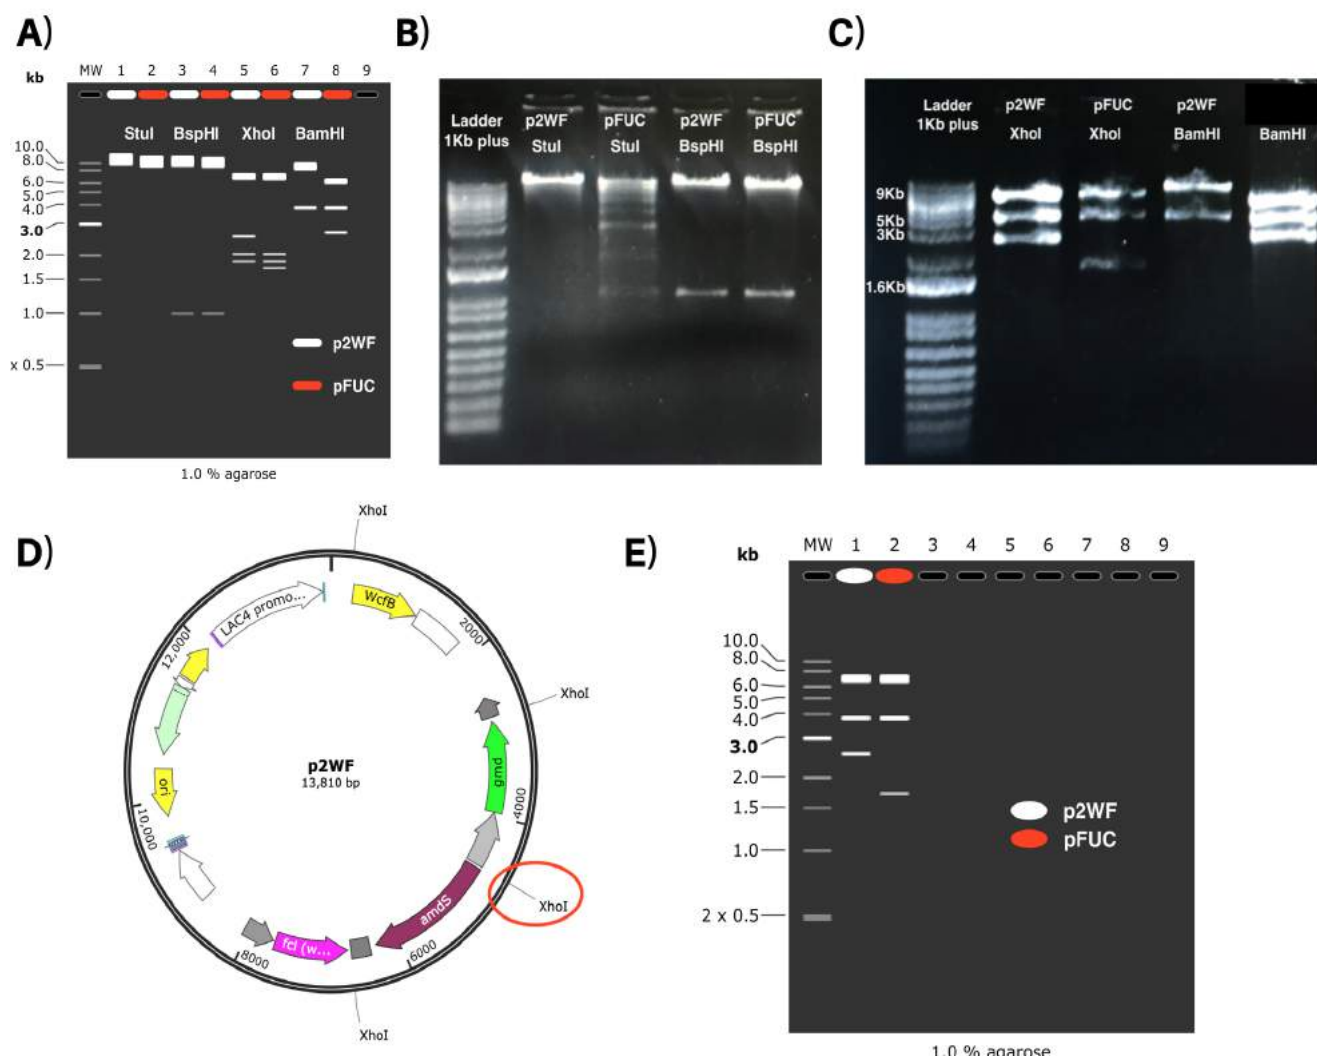 A)
kb
MW 1 2 3 4 5 6 7 8 9
StuI BspHI XhoI BamHI
10.0
8.0
6.0
5.0
4.0
3.0
2.0
1.5
1.0
x 0.5
p2WF
pFUC
1.0 % agarose
B)
Ladder
1Kb plus
p2WF pFUC p2WF pFUC
StuI StuI BspHI BspHI
C)
Ladder
1Kb plus
p2WF pFUC p2WF
XhoI XhoI BamHI BamHI
9Kb
5Kb
3Kb
1.6Kb
D)
XhoI
LAC4 promo...
WcfB
2000
12,000
XhoI
gmd
p2WF
13,810 bp
ori
4000
10,000
XhoI
amdS
fcl (w...
6000
8000
XhoI
E)
kb
MW 1 2 3 4 5 6 7 8 9
10.0
8.0
6.0
5.0
4.0
3.0
2.0
1.5
1.0
2 x 0.5
p2WF
pFUC
1.0 % agarose